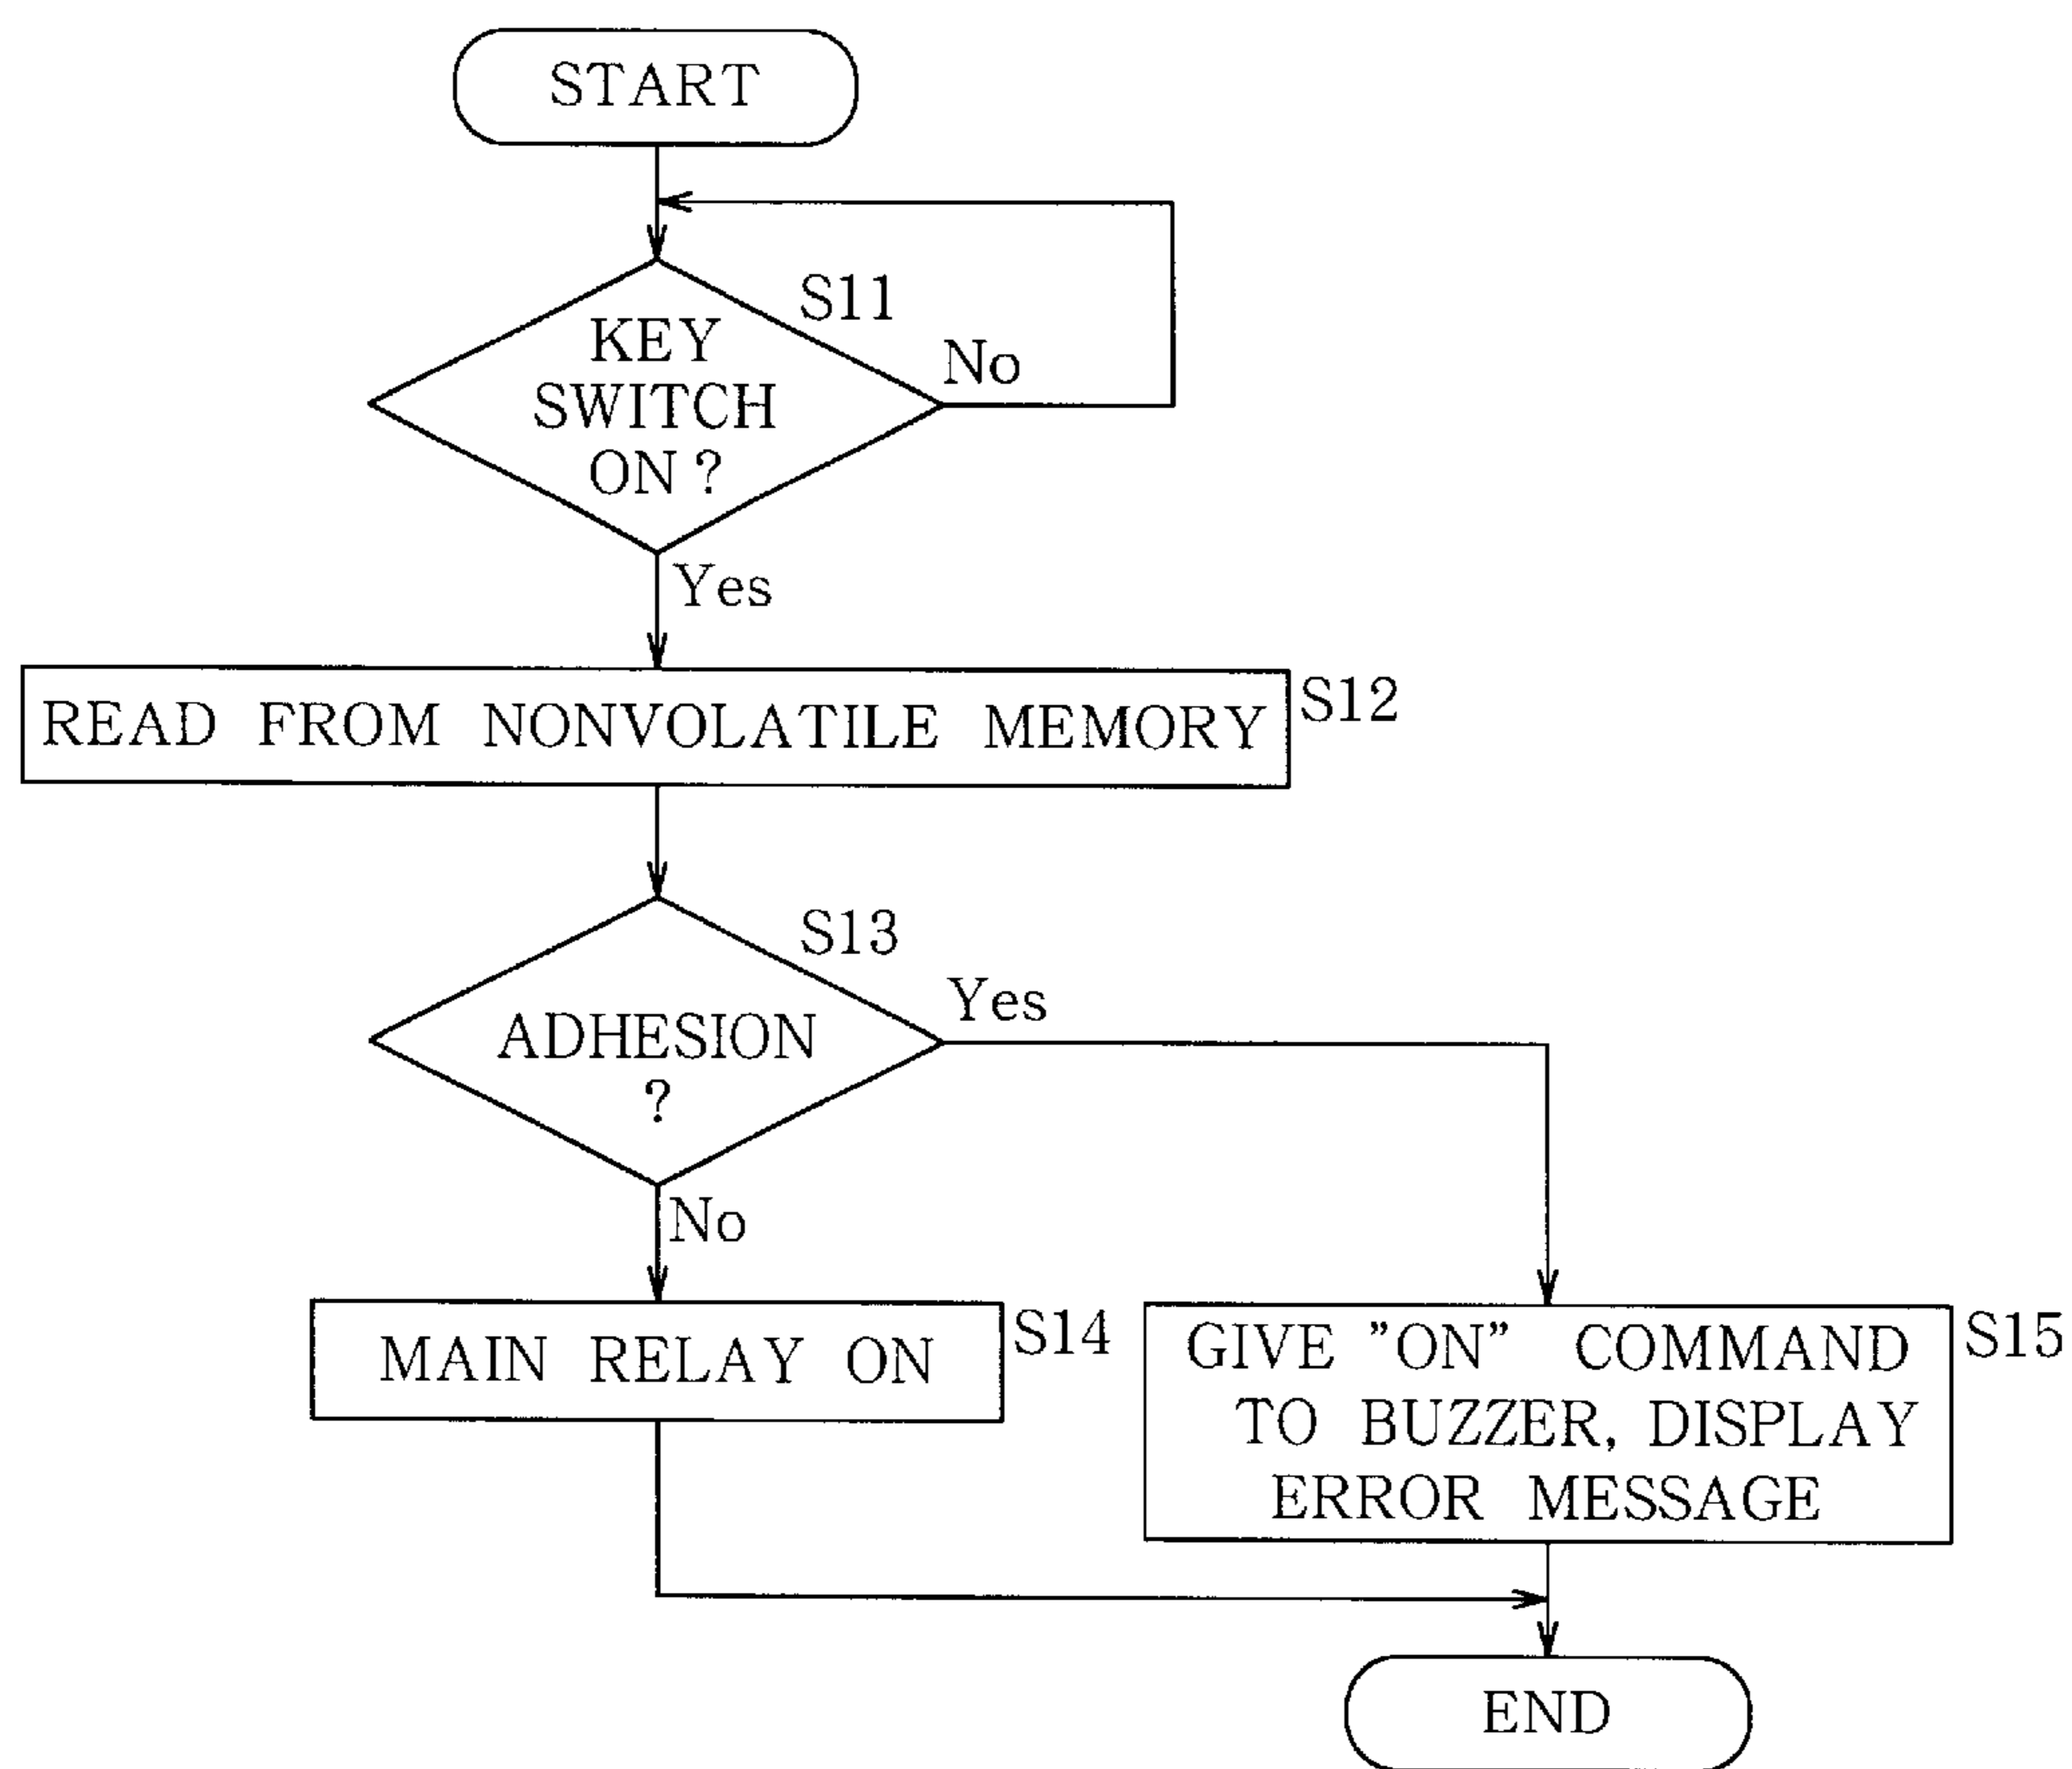 START
S11
KEY
SWITCH
ON?
No
Yes
READ FROM NONVOLATILE MEMORY
S12
S13
ADHESION
?
Yes
No
MAIN RELAY ON
S14
GIVE ”ON” COMMAND
TO BUZZER, DISPLAY
ERROR MESSAGE
S15
END